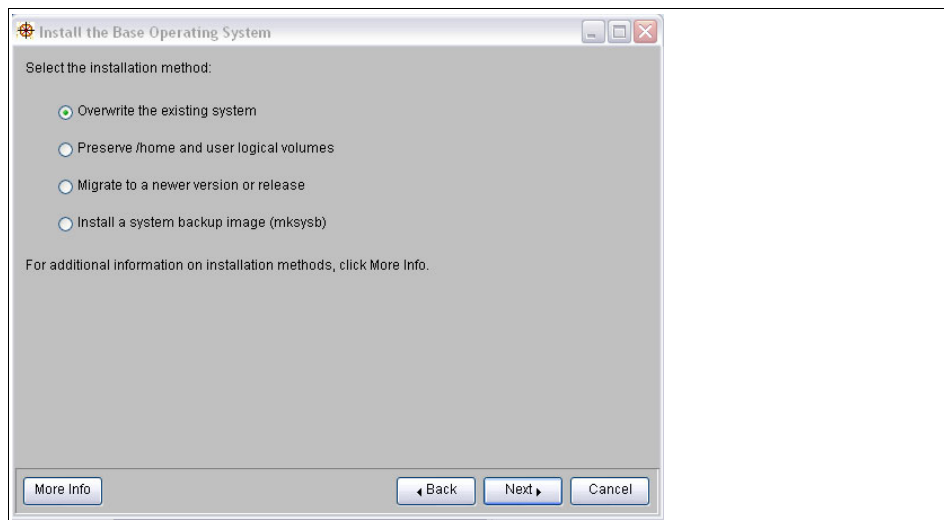 Install the Base Operating System
Select the installation method:
Overwrite the existing system
Preserve /home and user logical volumes
Migrate to a newer version or release
Install a system backup image (mksysb)
For additional information on installation methods, click More Info.
More Info
Back
Next
Cancel